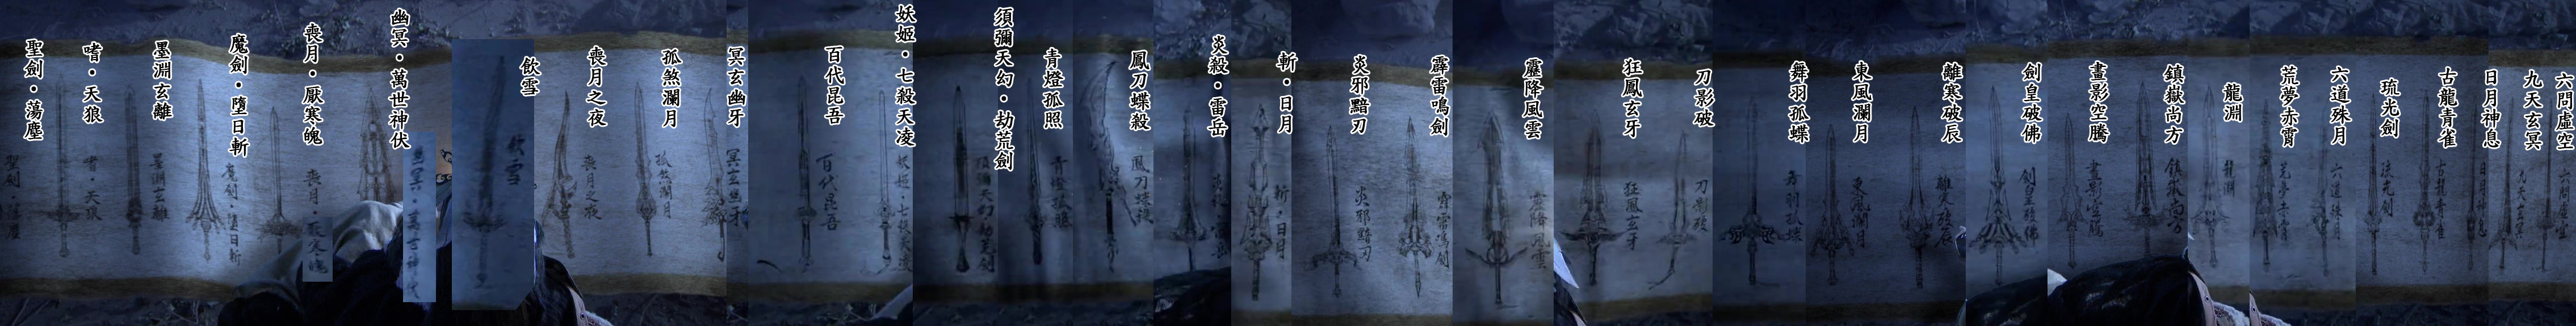 六問虛空
九天玄冥
日月神息
古龍青雀
琉光劍
六道殊月
荒夢赤霄
龍淵
鎮嶽尚方
畫影空騰
劍皇破佛
離寒破辰
東風瀾月
舞羽孤蝶
刀影破
狂鳳玄牙
靂降風雲
霹雷鳴劍
炎邪黯刃
斬・日月
炎殺・雷岳
鳳刀蝶殺
青燈孤照
須彌天幻・劫荒劍
妖姬・七殺天凌
百代昆吾
冥玄幽牙
孤煞瀾月
喪月之夜
飲雪
幽冥・萬世神伏
喪月・厭寒魄
魔劍・墮日斬
墨淵玄離
嗜・天狼
聖劍・蕩塵